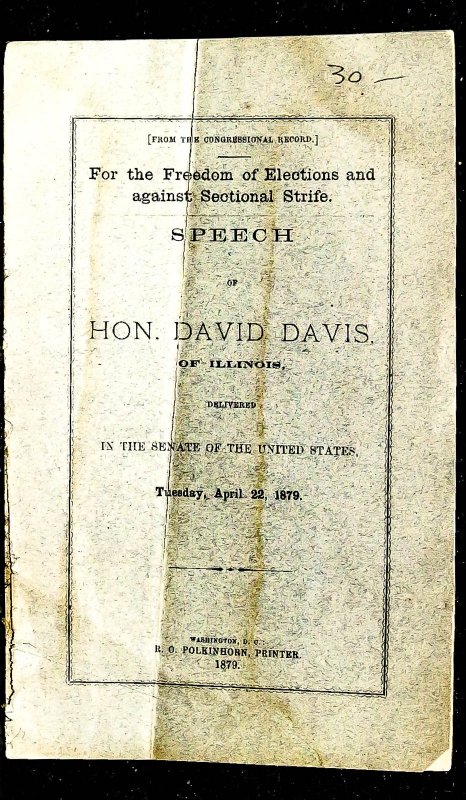 30.—
[FROM THE CONGRESSIONAL RECORD.]
For the Freedom of Elections and
against Sectional Strife.
SPEECH
OF
HON. DAVID DAVIS,
OF ILLINOIS,
DELIVERED
IN THE SENATE OF THE UNITED STATES,
Tuesday, April 22, 1879.
WASHINGTON, D. C.:
R. O. POLKINHORN, PRINTER.
1879.